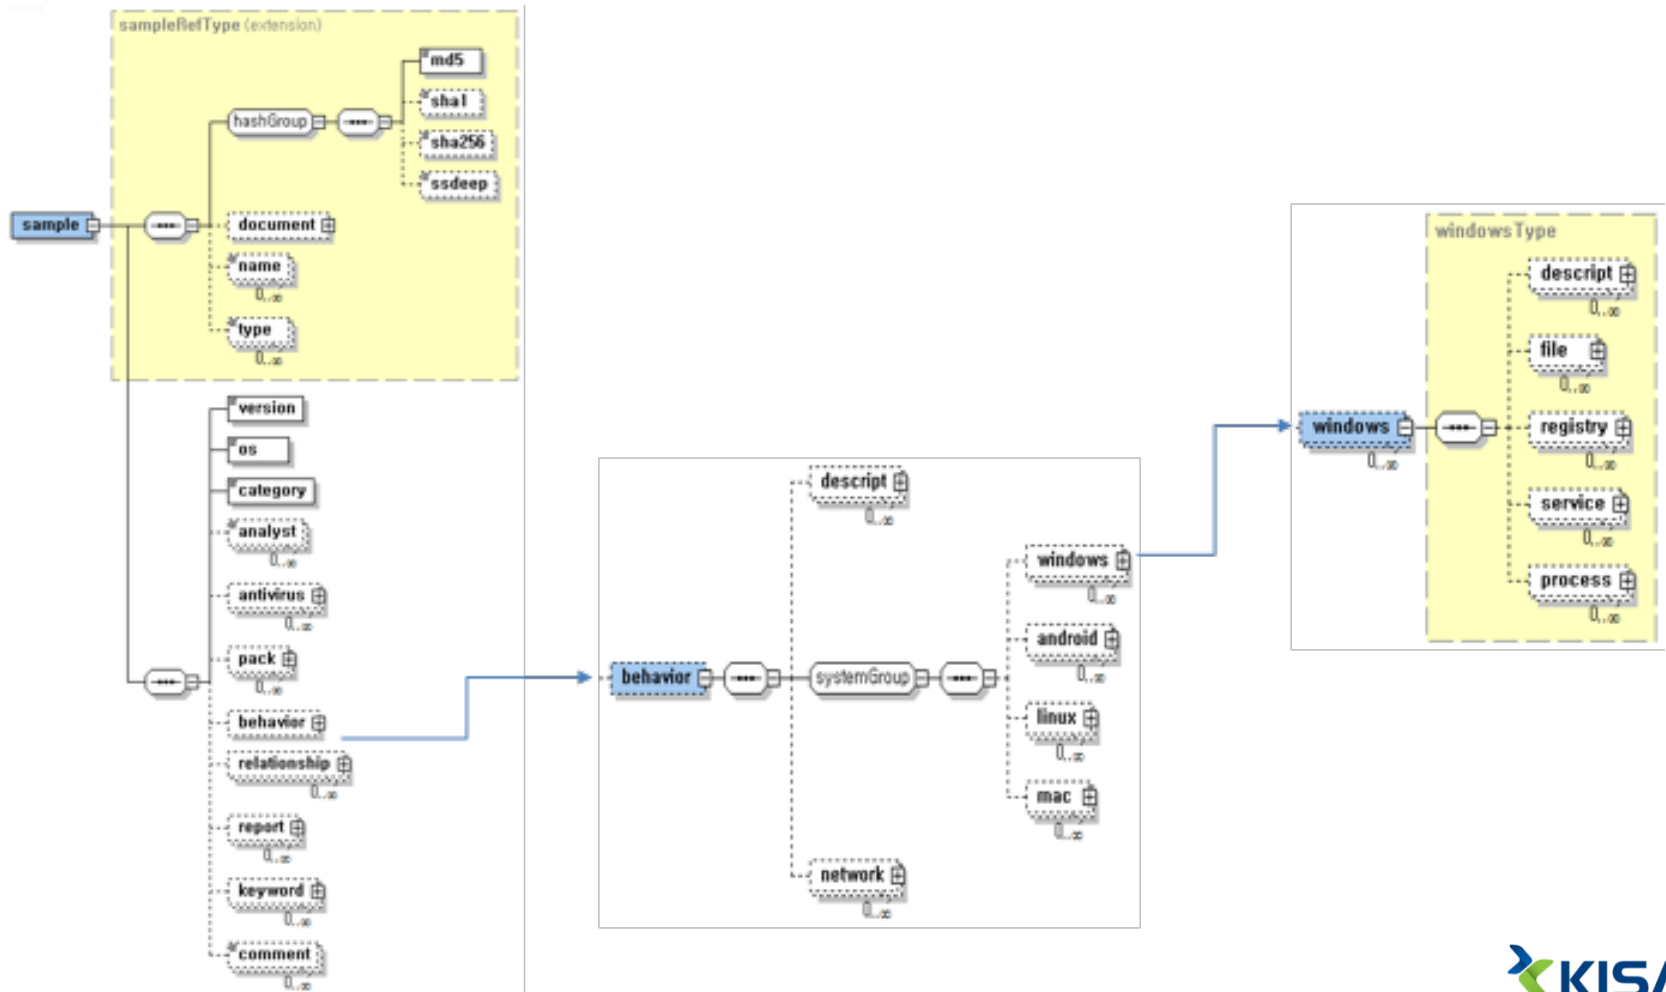 sampleRefType (extension)
md5
sha1
hashGroup
sha256
ssdeep
sample
document
name
0..∞
type
0..∞
version
os
category
analyst
0..∞
antivirus
0..∞
pack
0..∞
behavior
relationship
0..∞
report
0..∞
keyword
0..∞
comment
0..∞
descript
0..∞
windows
0..∞
android
0..∞
behavior
systemGroup
linux
0..∞
mac
0..∞
network
0..∞
windowsType
descript
0..∞
file
0..∞
windows
0..∞
registry
0..∞
service
0..∞
process
0..∞
KISA